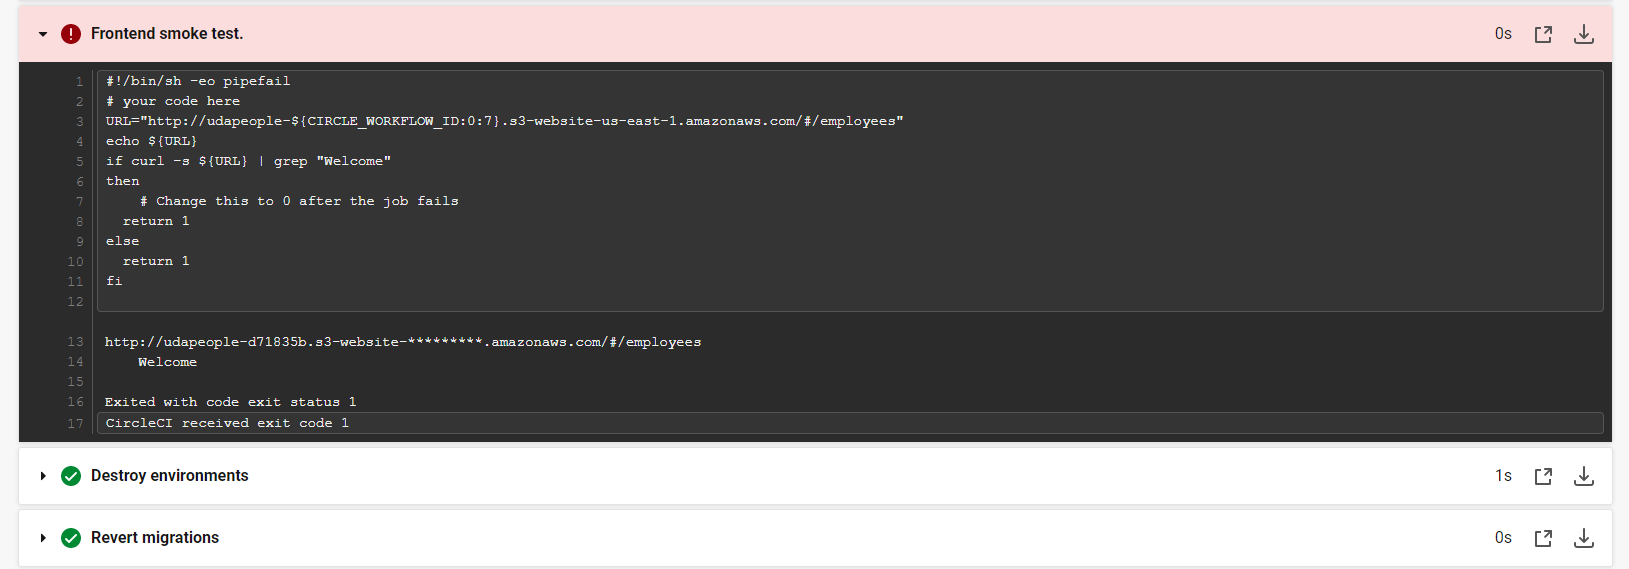 Frontend smoke test.
0s
1 #!/bin/sh -eo pipefail
2 # your code here
3 URL="http://udapeople-${CIRCLE_WORKFLOW_ID:0:7}.s3-website-us-east-1.amazonaws.com/#/employees"
4 echo ${URL}
5 if curl -s ${URL} | grep "Welcome"
6 then
7     # Change this to 0 after the job fails
8   return 1
9 else
10   return 1
11 fi
12
13 http://udapeople-d71835b.s3-website-*********.amazonaws.com/#/employees
14     Welcome
15
16 Exited with code exit status 1
17 CircleCI received exit code 1
Destroy environments
1s
Revert migrations
0s